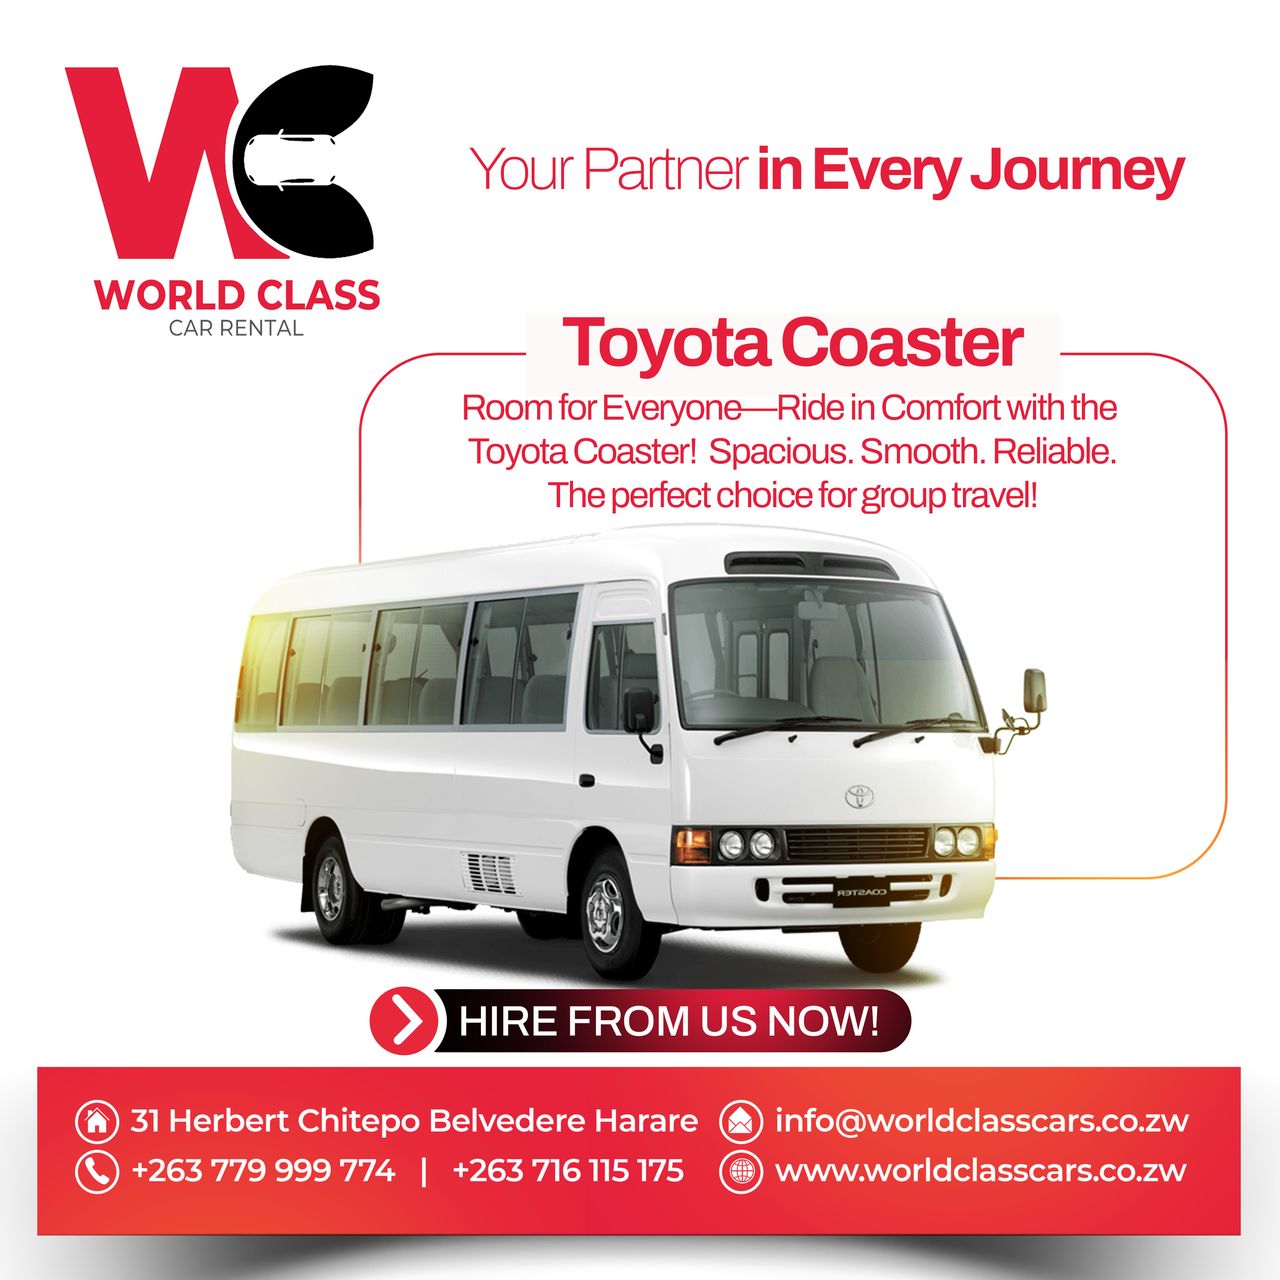 WC
WORLD CLASS
CAR RENTAL
Your Partner in Every Journey
Toyota Coaster
Room for Everyone—Ride in Comfort with the
Toyota Coaster! Spacious. Smooth. Reliable.
The perfect choice for group travel!
COASTER
HIRE FROM US NOW!
31 Herbert Chitepo Belvedere Harare
+263 779 999 774 | +263 716 115 175
info@worldclasscars.co.zw
www.worldclasscars.co.zw